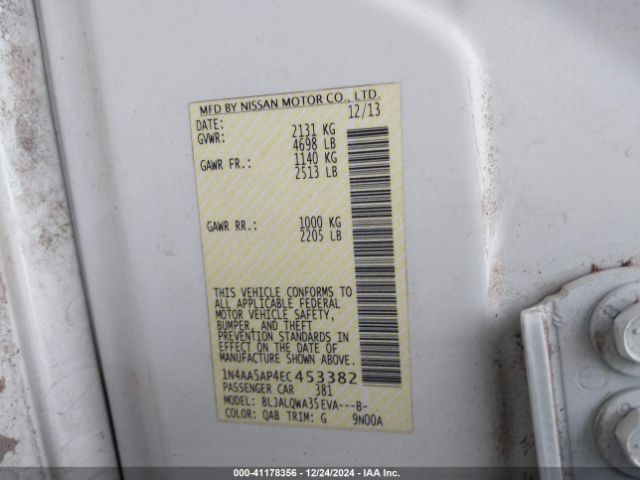 MFD BY NISSAN MOTOR CO., LTD.
DATE: 12/13
GVWR: 2131 KG
4698 LB
GAWR FR.: 1140 KG
2513 LB
GAWR RR.: 1000 KG
2205 LB
THIS VEHICLE CONFORMS TO
ALL APPLICABLE FEDERAL
MOTOR VEHICLE SAFETY,
BUMPER, AND THEFT
PREVENTION STANDARDS IN
EFFECT ON THE DATE OF
MANUFACTURE SHOWN ABOVE.
1N4AA5AP4EC453382
PASSENGER CAR 381
MODEL: BLJALQWA35EVA---B-
COLOR: QAB TRIM: G 9N00A
000-41178356 • 12/24/2024 • IAA Inc.